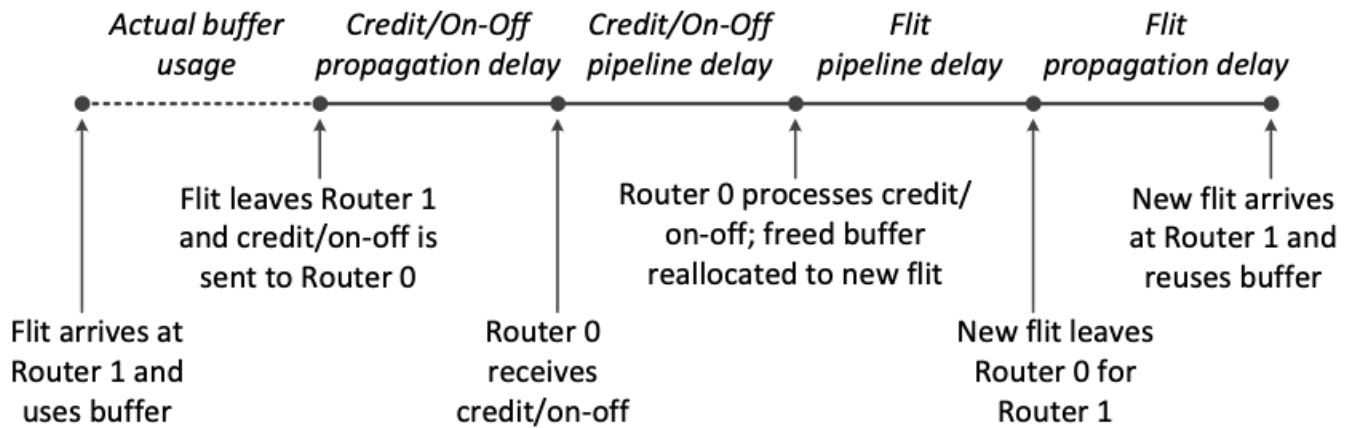 Actual buffer
usage
Credit/On-Off
propagation delay
Credit/On-Off
pipeline delay
Flit
pipeline delay
Flit
propagation delay
Flit arrives at
Router 1 and
uses buffer
Flit leaves Router 1
and credit/on-off is
sent to Router 0
Router 0
receives
credit/on-off
Router 0 processes credit/
on-off; freed buffer
reallocated to new flit
New flit leaves
Router 0 for
Router 1
New flit arrives
at Router 1 and
reuses buffer